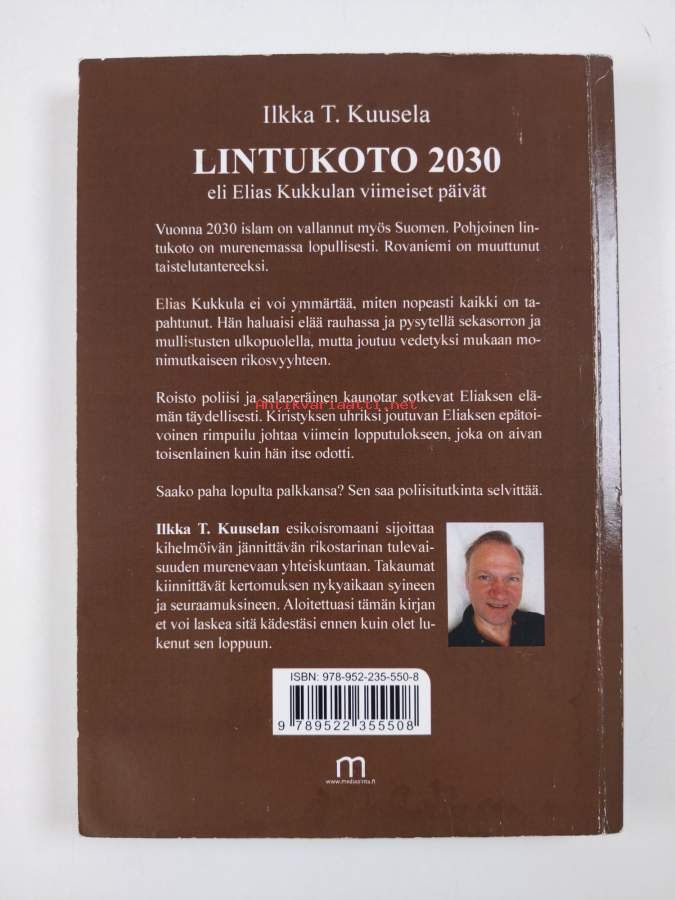 Ilkka T. Kuusela
LINTUKOTO 2030
eli Elias Kukkulan viimeiset päivät
Vuonna 2030 islam on vallannut myös Suomen. Pohjoinen lin-
tukoto on murenemassa lopullisesti. Rovaniemi on muuttunut
taistelutantereeksi.
Elias Kukkula ei voi ymmärtää, miten nopeasti kaikki on ta-
pahtunut. Hän haluaisi elää rauhassa ja pysytellä sekasorron ja
mullistusten ulkopuolella, mutta joutuu vedetyksi mukaan mo-
nimutkaiseen rikosvyyhteen.
Roisto poliisi ja salaperäinen kaunotar sotkevat Eliaksen elä-
Antikvariaatti.net
män täydellisesti. Kiristyksen uhriksi joutuvan Eliaksen epätoi-
voinen rimpuilu johtaa viimein lopputulokseen, joka on aivan
toisenlainen kuin hän itse odotti.
Saako paha lopulta palkkansa? Sen saa poliisitutkinta selvittää.
Ilkka T. Kuuselan esikoisromaani sijoittaa
kihelmöivän jännittävän rikostarinan tulevai-
suuden murenevaan yhteiskuntaan. Takaumat
kiinnittävät kertomuksen nykyaikaan syineen
ja seuraamuksineen. Aloitettuasi tämän kirjan
et voi laskea sitä kädestäsi ennen kuin olet lu-
kenut sen loppuun.
ISBN: 978-952-235-550-8
9 789522 355508
m
www.mediapinta.fi